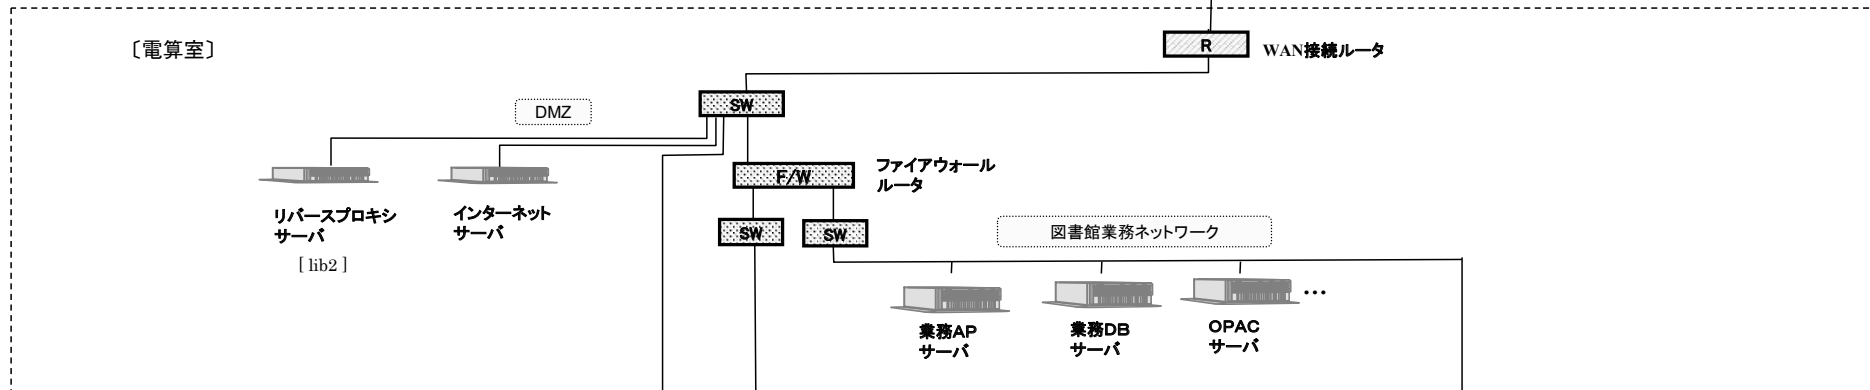 〔電算室〕
R
WAN接続ルータ
SW
DMZ
F/W
ファイアウォール
ルータ
リバースプロキシ
サーバ
[ lib2 ]
インターネット
サーバ
SW
SW
図書館業務ネットワーク
業務AP
サーバ
業務DB
サーバ
OPAC
サーバ
…